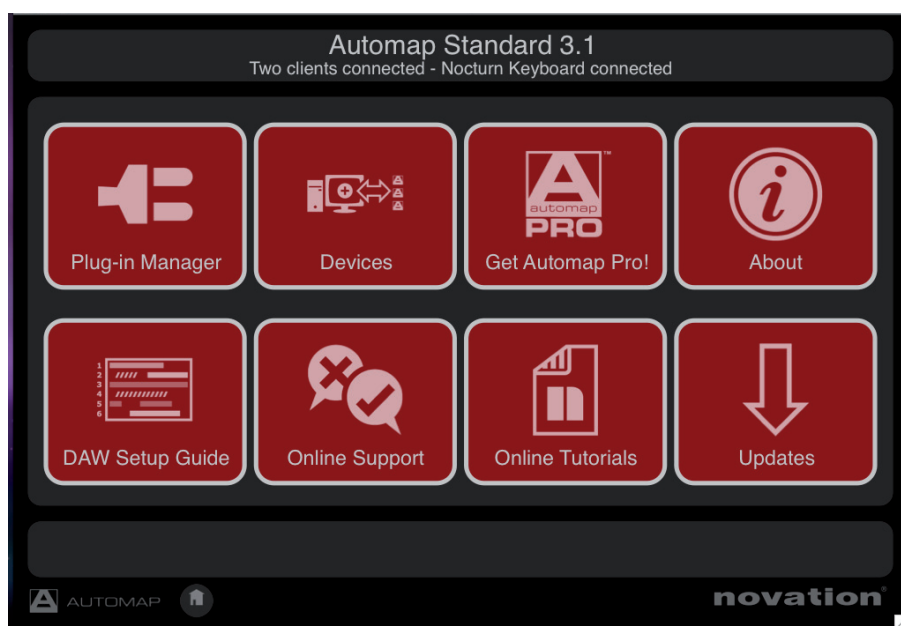 Automap Standard 3.1
Two clients connected - Nocturn Keyboard connected
Plug-in Manager
Devices
automap
PRO
™
Get Automap Pro!
About
1
2
3
4
5
6
DAW Setup Guide
Online Support
Online Tutorials
Updates
AUTOMAP
novation®